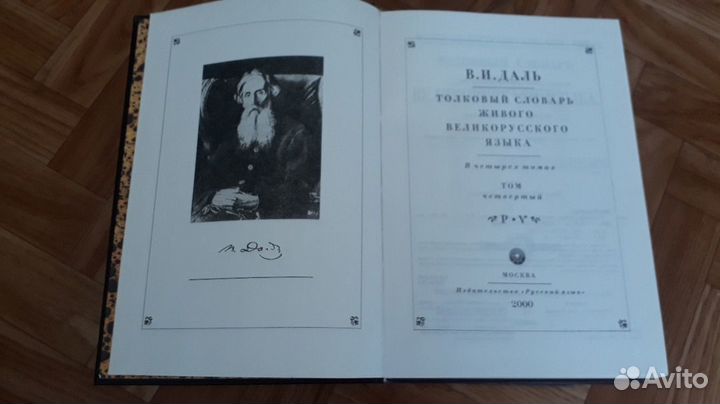 В.И.ДАЛЬ
ТОЛКОВЫЙ СЛОВАРЬ
ЖИВОГО
ВЕЛИКОРУССКОГО
ЯЗЫКА
В четырех томах
ТОМ
четвертый
Р•Ѵ
МОСКВА
Издательство «Русский язык»
2000
Avito